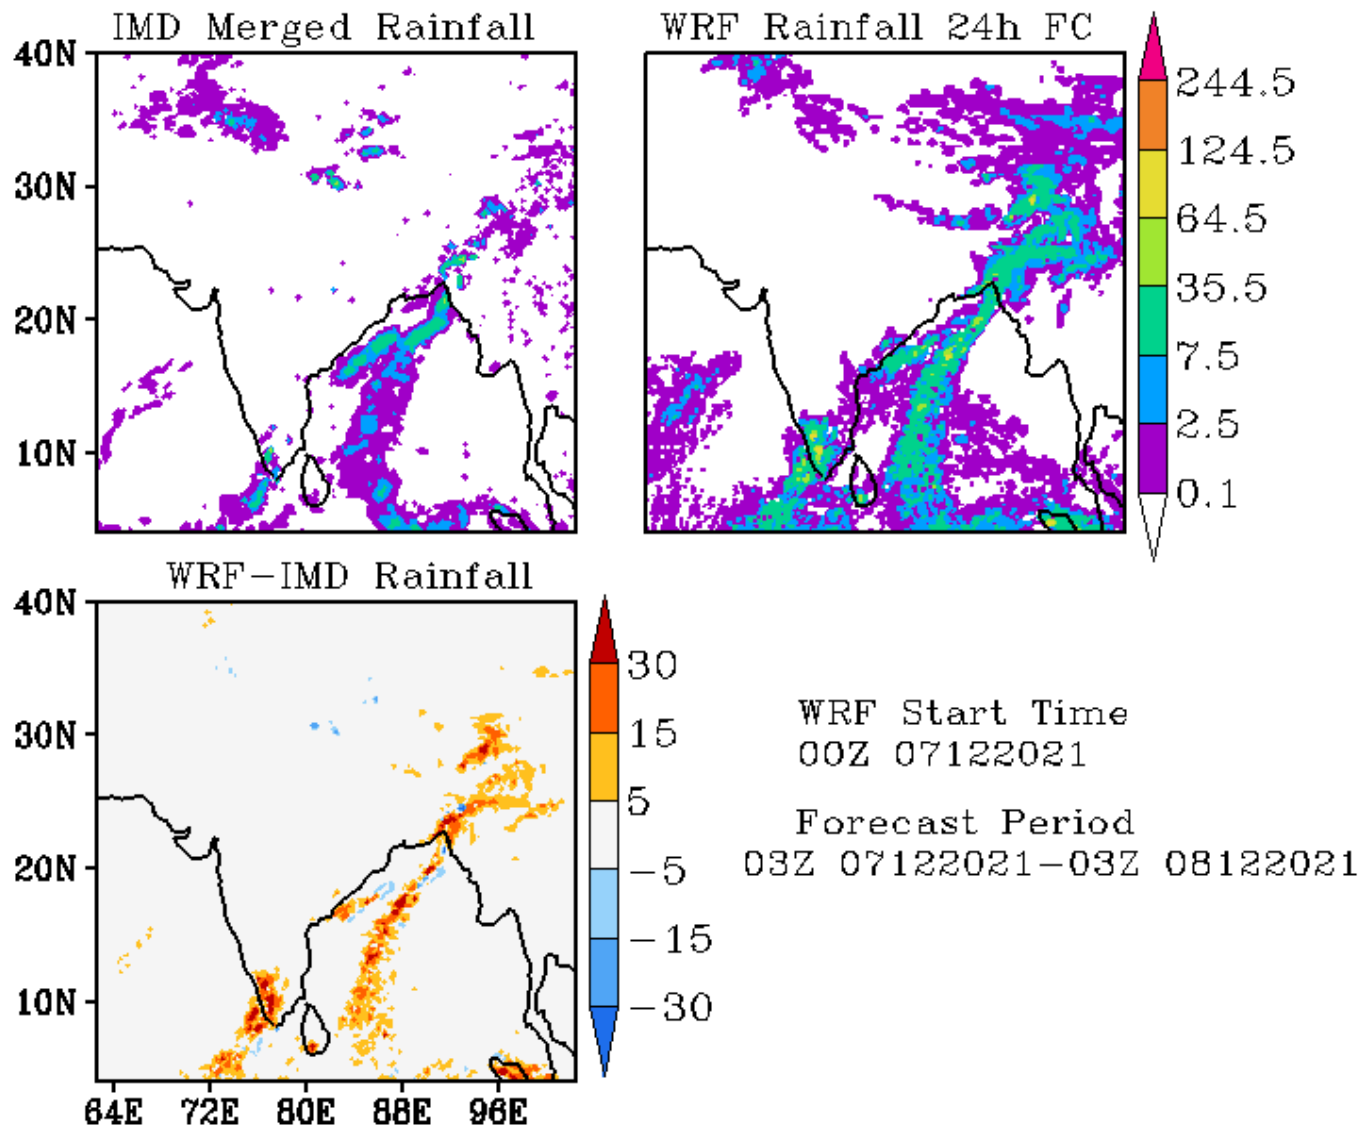 IMD Merged Rainfall
WRF Rainfall 24h FC
40N
30N
20N
10N
244.5
124.5
64.5
35.5
7.5
2.5
0.1
WRF-IMD Rainfall
40N
30N
20N
10N
64E 72E 80E 88E 96E
30
15
5
-5
-15
-30
WRF Start Time
00Z 07122021
Forecast Period
03Z 07122021-03Z 08122021